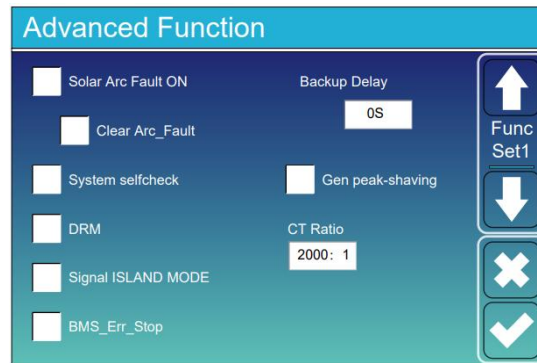 Advanced Function
Solar Arc Fault ON
Backup Delay
0S
Clear Arc_Fault
System selfcheck
Gen peak-shaving
DRM
CT Ratio
2000: 1
Signal ISLAND MODE
BMS_Err_Stop
Func
Set1